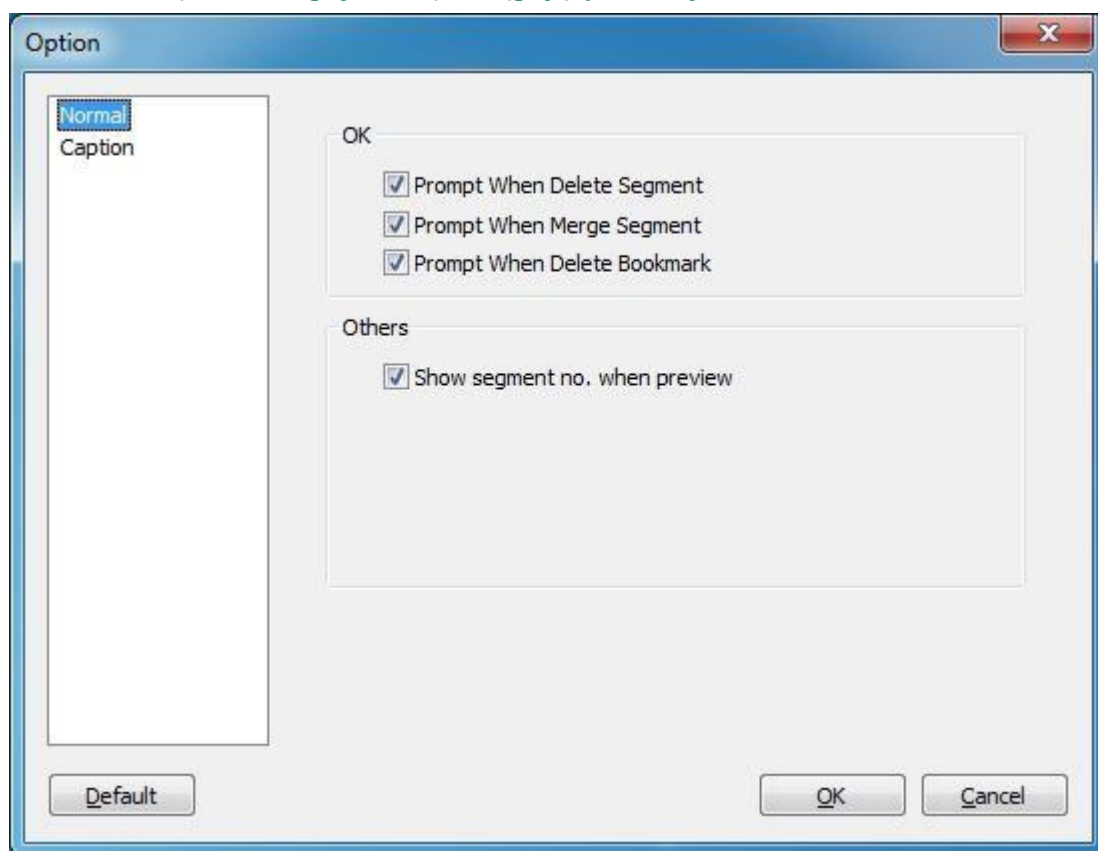 Option
Normal
Caption
OK
Prompt When Delete Segment
Prompt When Merge Segment
Prompt When Delete Bookmark
Others
Show segment no. when preview
Default
OK
Cancel